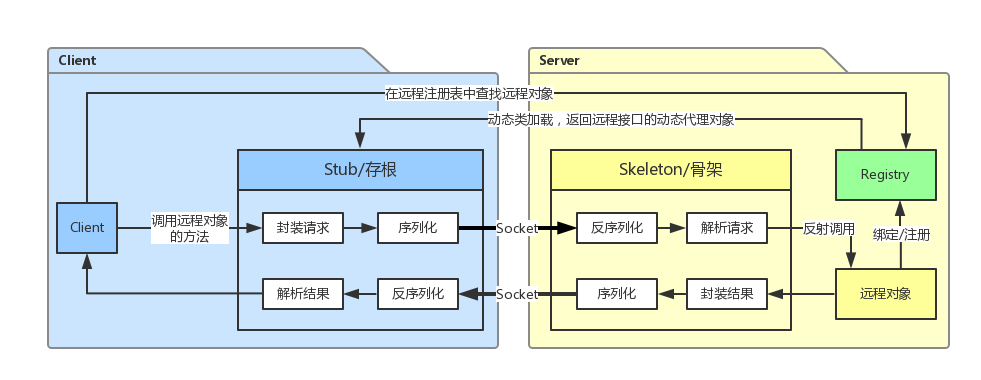 Client
Server
在远程注册表中查找远程对象
动态类加载，返回远程接口的动态代理对象
Stub/存根
Skeleton/骨架
Registry
Client
调用远程对象
的方法
封装请求
序列化
Socket
反序列化
解析请求
反射调用
绑定/注册
解析结果
反序列化
Socket
序列化
封装结果
远程对象